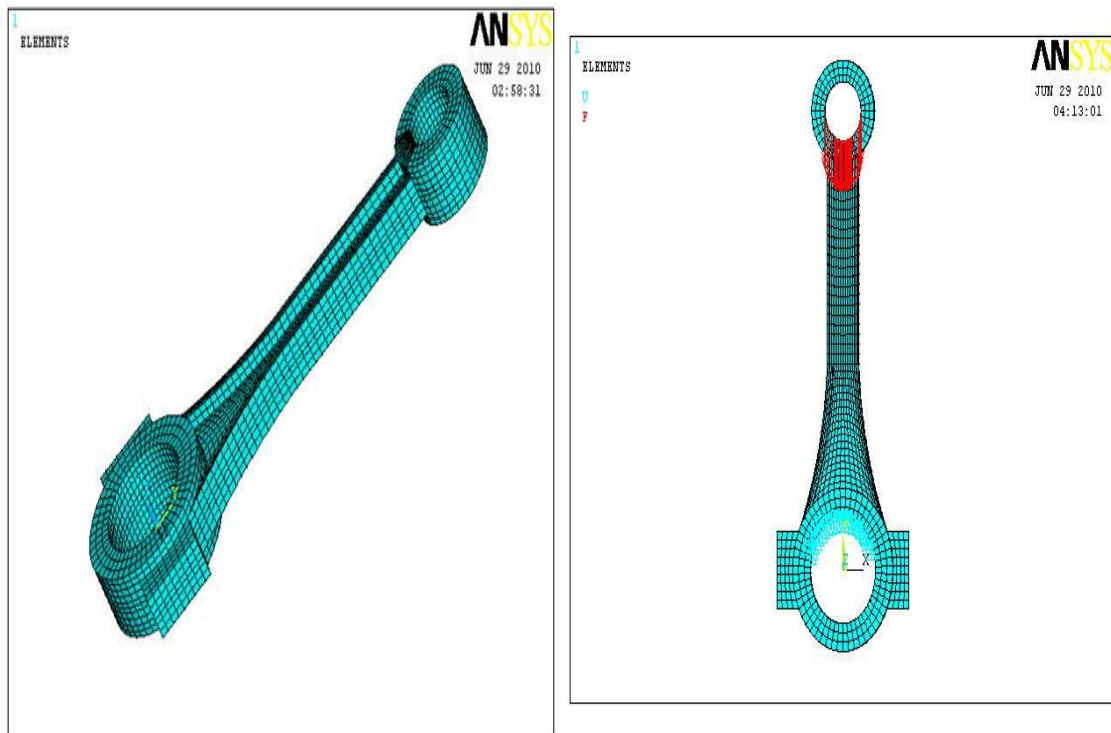 1
ELEMENTS
ANSYS
JUN 29 2010
02:58:31
1
ELEMENTS
U
F
ANSYS
JUN 29 2010
04:13:01
Y
Z X